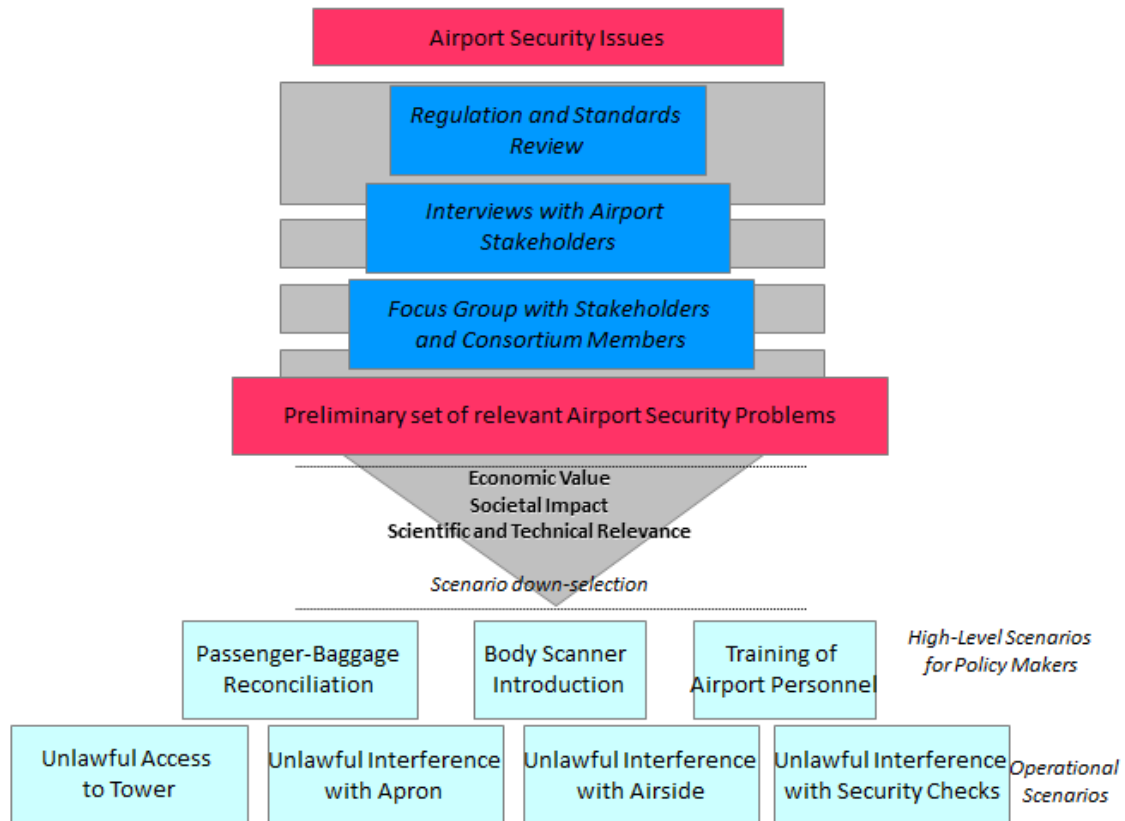 Airport Security Issues
Regulation and Standards
Review
Interviews with Airport
Stakeholders
Focus Group with Stakeholders
and Consortium Members
Preliminary set of relevant Airport Security Problems
Economic Value
Societal Impact
Scientific and Technical Relevance
Scenario down-selection
Passenger-Baggage
Reconciliation
Body Scanner
Introduction
Training of
Airport Personnel
High-Level Scenarios
for Policy Makers
Unlawful Access
to Tower
Unlawful Interference
with Apron
Unlawful Interference
with Airside
Unlawful Interference
with Security Checks
Operational
Scenarios